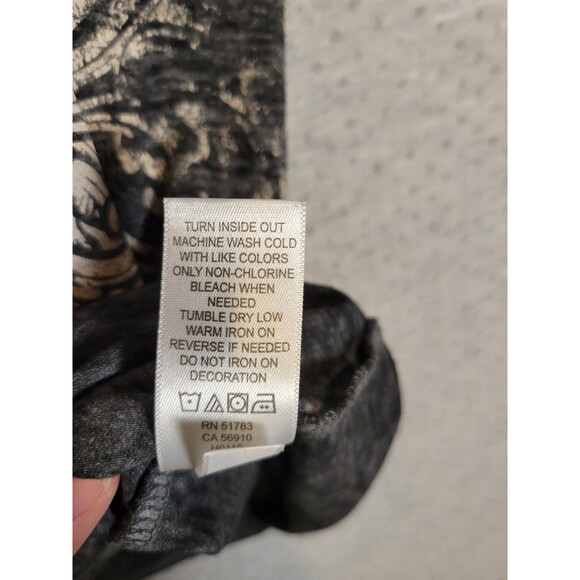 TURN INSIDE OUT
MACHINE WASH COLD
WITH LIKE COLORS
ONLY NON-CHLORINE
BLEACH WHEN
NEEDED
TUMBLE DRY LOW
WARM IRON ON
REVERSE IF NEEDED
DO NOT IRON ON
DECORATION
RN 51783
CA 56910